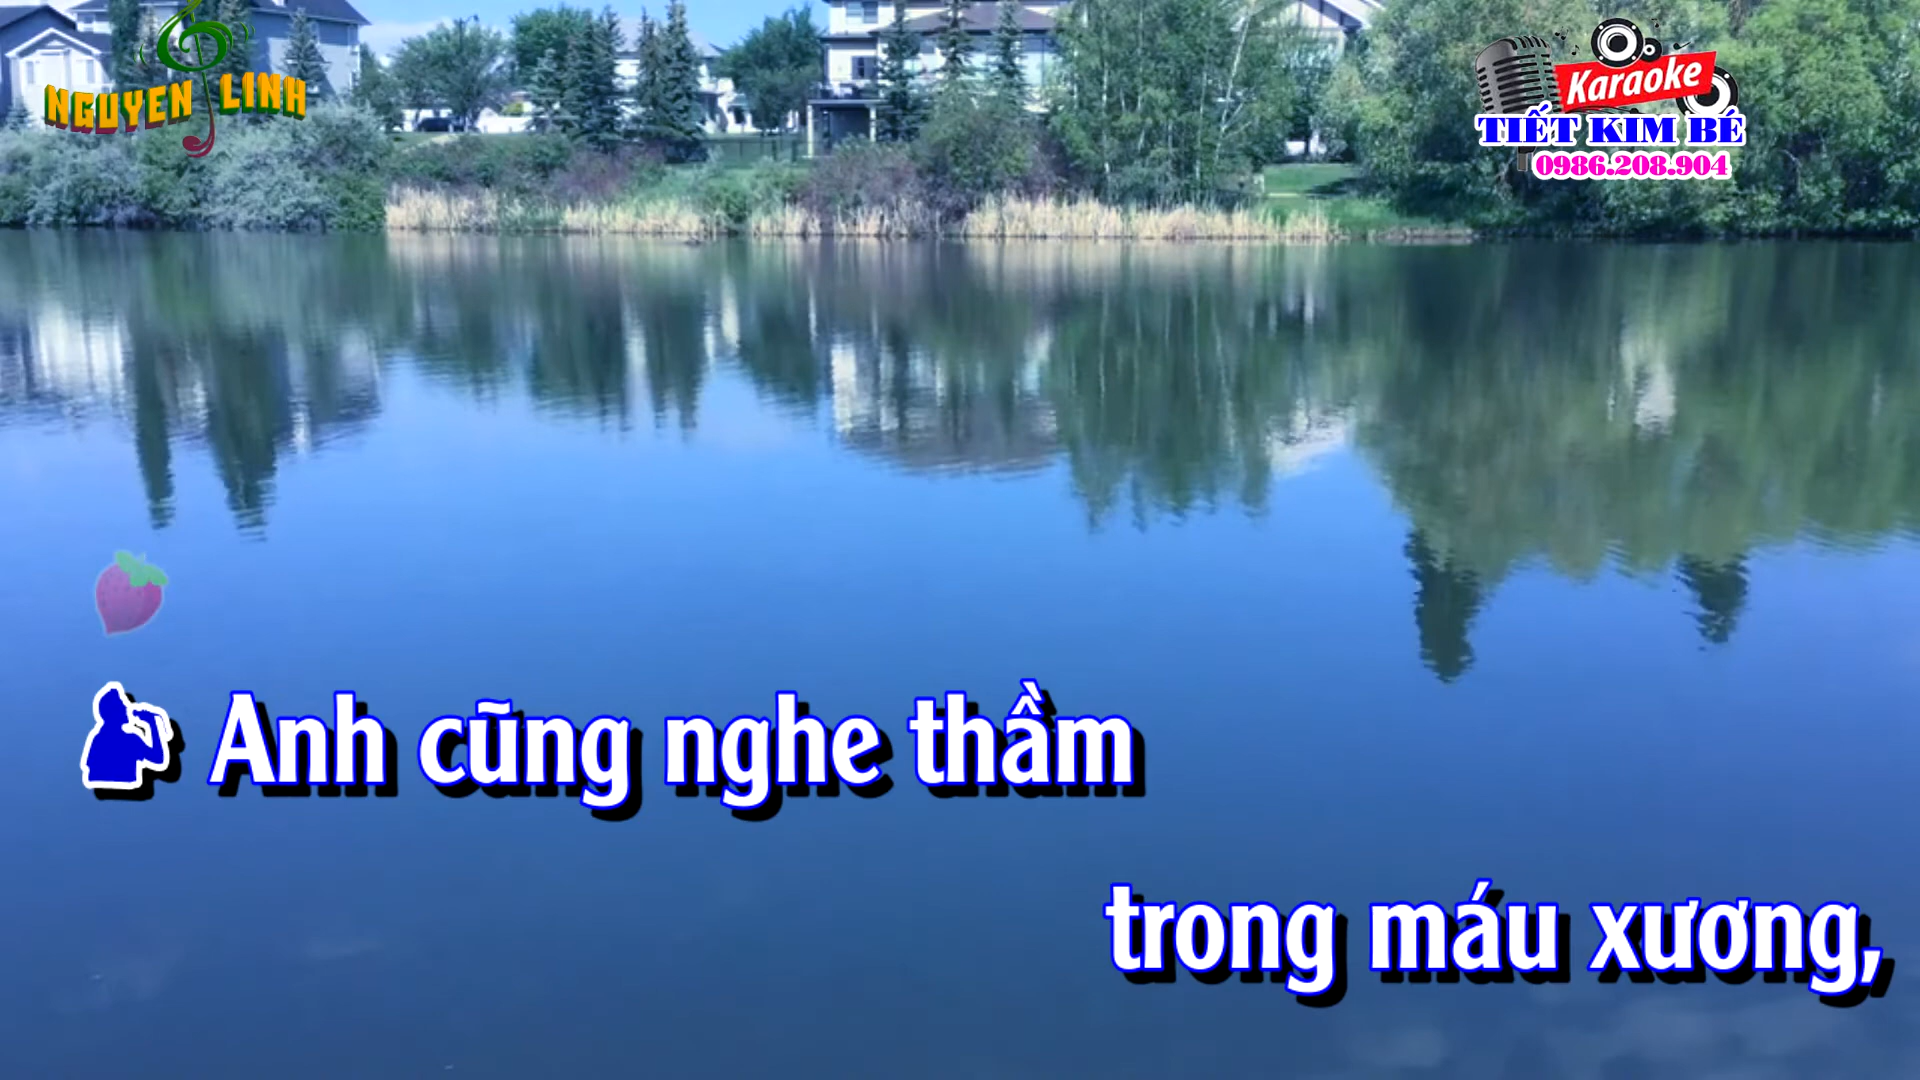 NGUYEN LINH
Karaoke
TIẾT KIM BÉ
0986.208.904
Anh cũng nghe thầm
trong máu xương,